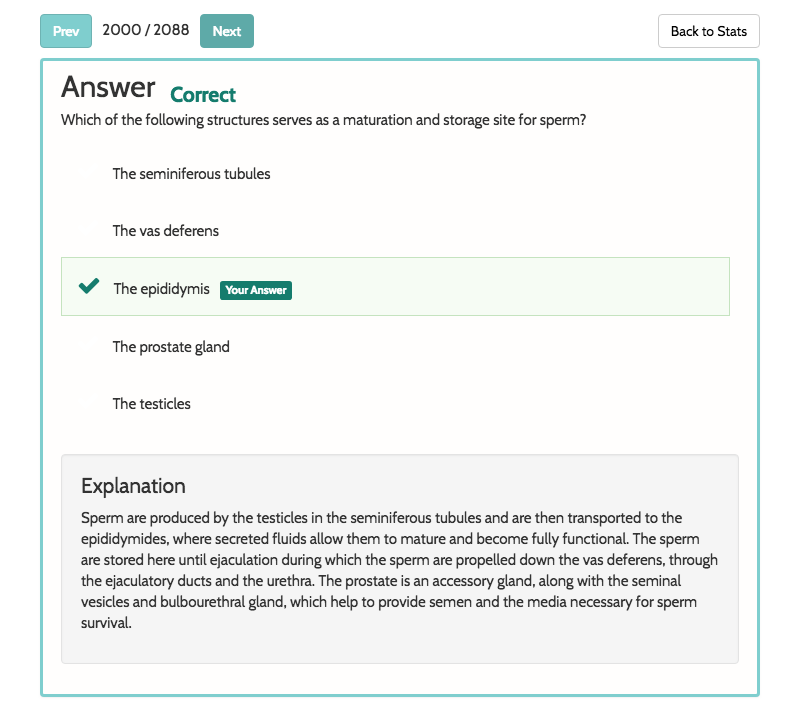 Prev 2000 / 2088 Next Back to Stats
Answer Correct
Which of the following structures serves as a maturation and storage site for sperm?
The seminiferous tubules
The vas deferens
The epididymis Your Answer
The prostate gland
The testicles
Explanation
Sperm are produced by the testicles in the seminiferous tubules and are then transported to the
epididymides, where secreted fluids allow them to mature and become fully functional. The sperm
are stored here until ejaculation during which the sperm are propelled down the vas deferens, through
the ejaculatory ducts and the urethra. The prostate is an accessory gland, along with the seminal
vesicles and bulbourethral gland, which help to provide semen and the media necessary for sperm
survival.